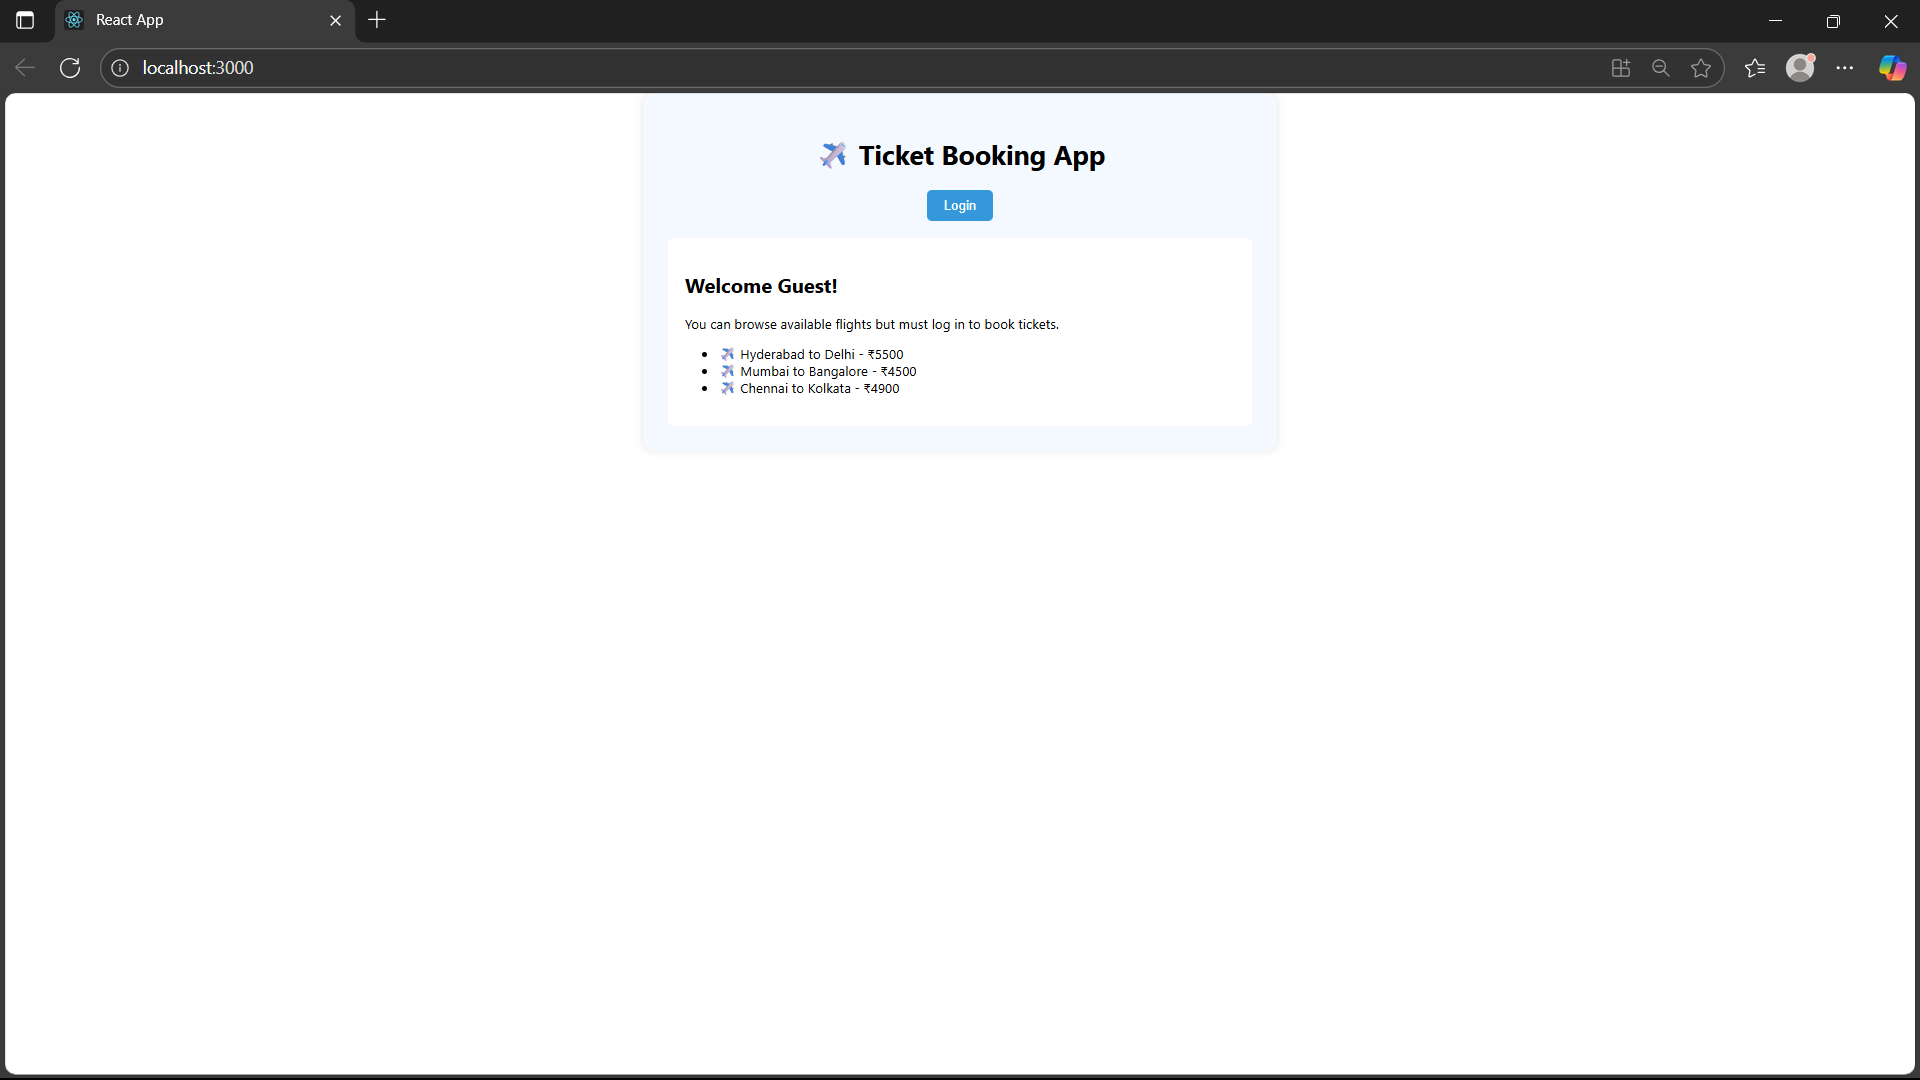 React App
localhost:3000
✈️ Ticket Booking App
Login
Welcome Guest!
You can browse available flights but must log in to book tickets.
• ✈️ Hyderabad to Delhi - ₹5500
• ✈️ Mumbai to Bangalore - ₹4500
• ✈️ Chennai to Kolkata - ₹4900